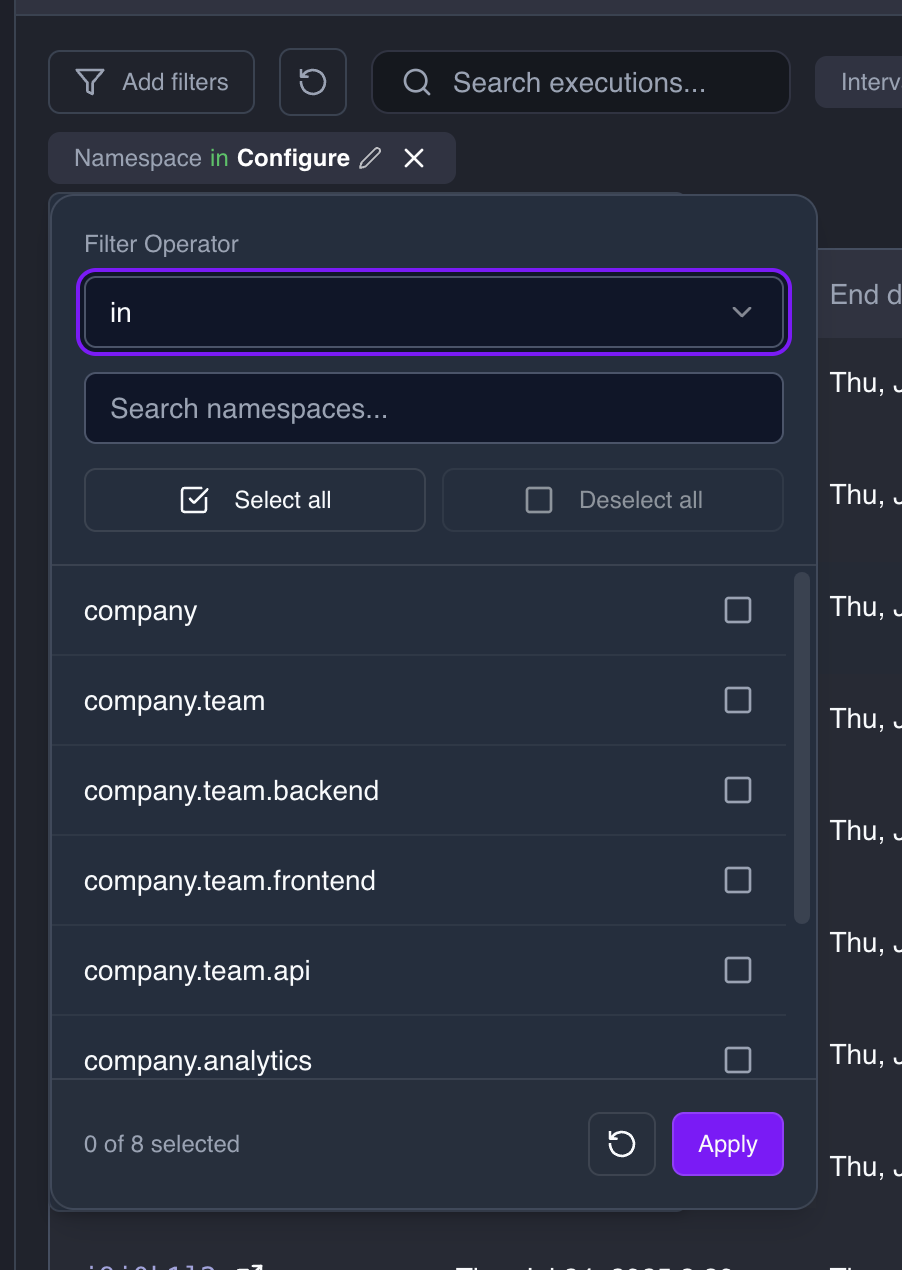 Add filters
Search executions...
Namespace in Configure
Filter Operator
in
Search namespaces...
Select all
Deselect all
company
company.team
company.team.backend
company.team.frontend
company.team.api
company.analytics
0 of 8 selected
Apply
Interv
End d
Thu, J
Thu, J
Thu, J
Thu, J
Thu, J
Thu, J
Thu, J
Thu, J